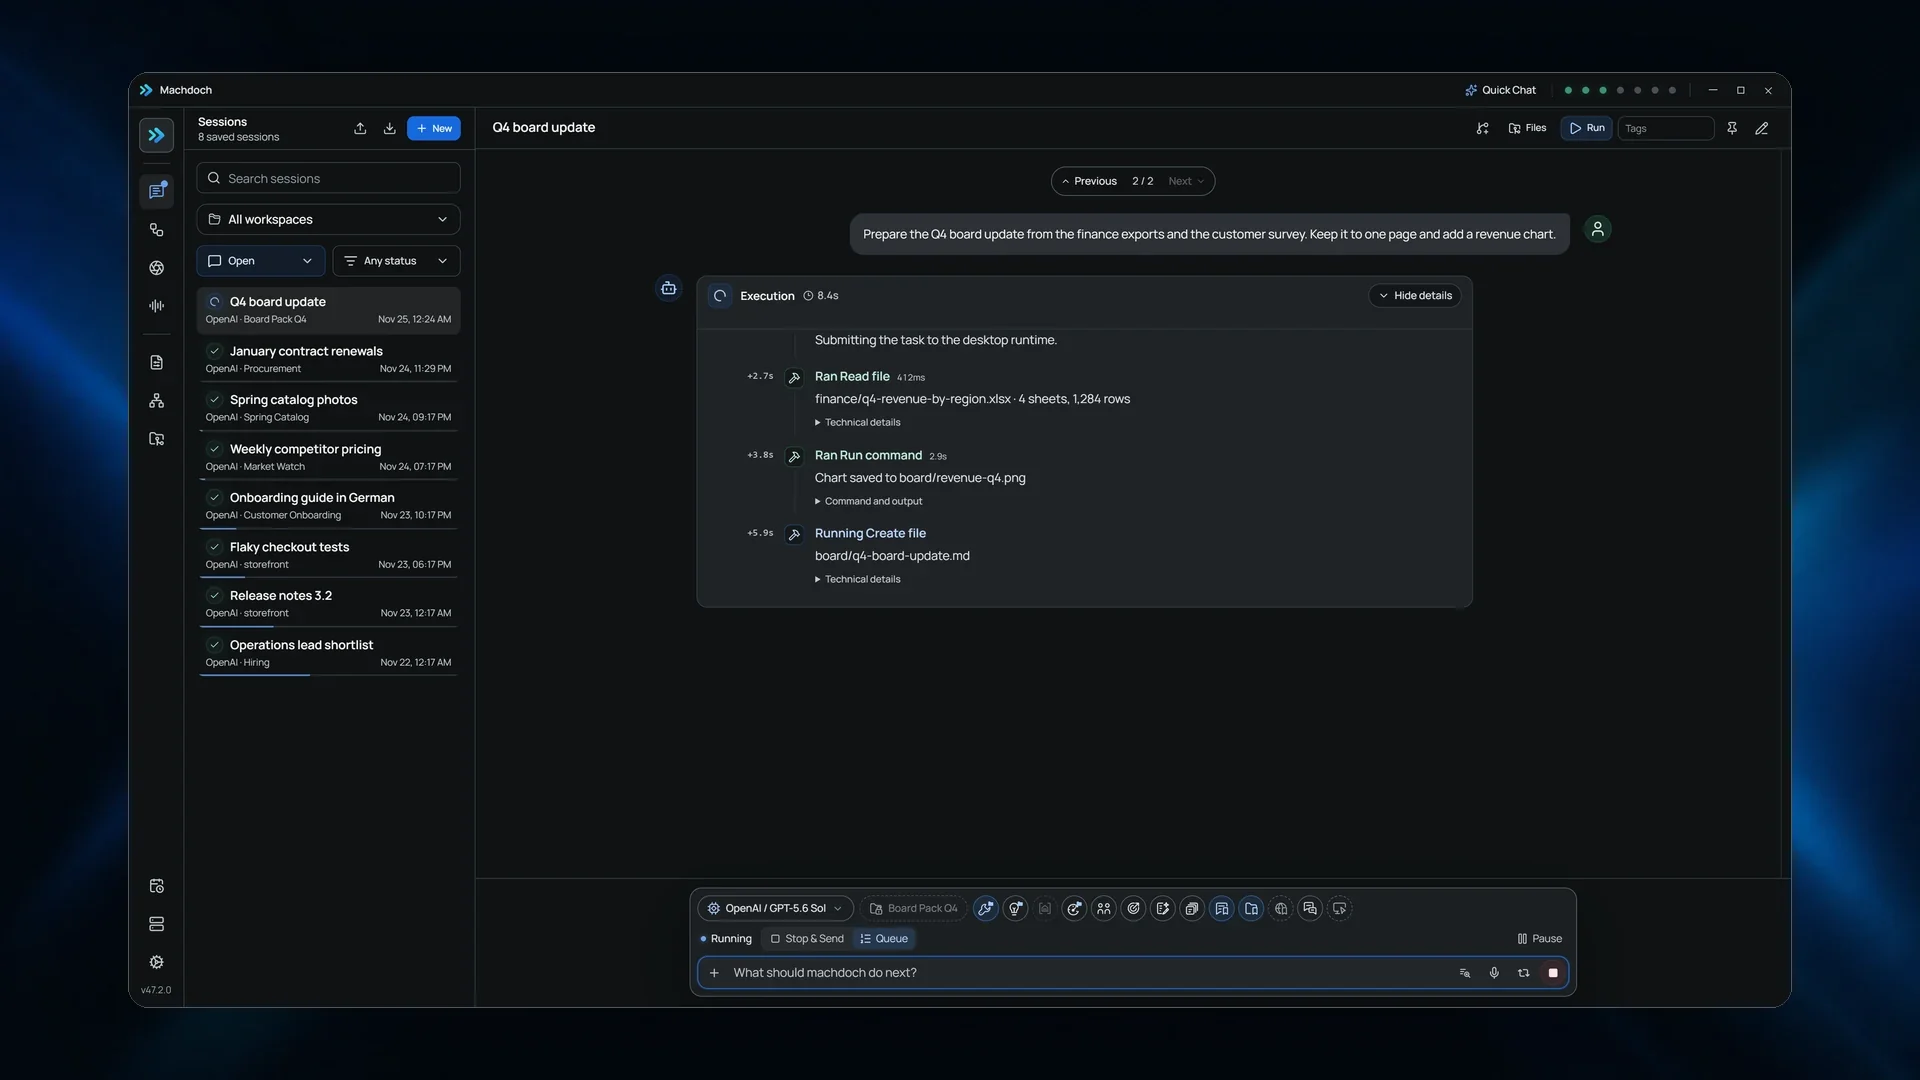 Machdoch
Quick Chat
Sessions
8 saved sessions
New
Q4 board update
Files
Run
Tags
Search sessions
All workspaces
Open
Any status
Q4 board update
OpenAI · Board Pack Q4
Nov 25, 12:24 AM
January contract renewals
OpenAI · Procurement
Nov 24, 11:29 PM
Spring catalog photos
OpenAI · Spring Catalog
Nov 24, 09:17 PM
Weekly competitor pricing
OpenAI · Market Watch
Nov 24, 07:17 PM
Onboarding guide in German
OpenAI · Customer Onboarding
Nov 23, 10:17 PM
Flaky checkout tests
OpenAI · storefront
Nov 23, 06:17 PM
Release notes 3.2
OpenAI · storefront
Nov 23, 12:17 AM
Operations lead shortlist
OpenAI · Hiring
Nov 22, 12:17 AM
v47.2.0
Previous 2 / 2 Next
Prepare the Q4 board update from the finance exports and the customer survey. Keep it to one page and add a revenue chart.
Execution 8.4s
Hide details
Submitting the task to the desktop runtime.
+2.7s Ran Read file 412ms
finance/q4-revenue-by-region.xlsx · 4 sheets, 1,284 rows
Technical details
+3.8s Ran Run command 2.9s
Chart saved to board/revenue-q4.png
Command and output
+5.9s Running Create file
board/q4-board-update.md
Technical details
OpenAI / GPT-5.6 Sol
Board Pack Q4
Running
Stop & Send
Queue
Pause
What should machdoch do next?